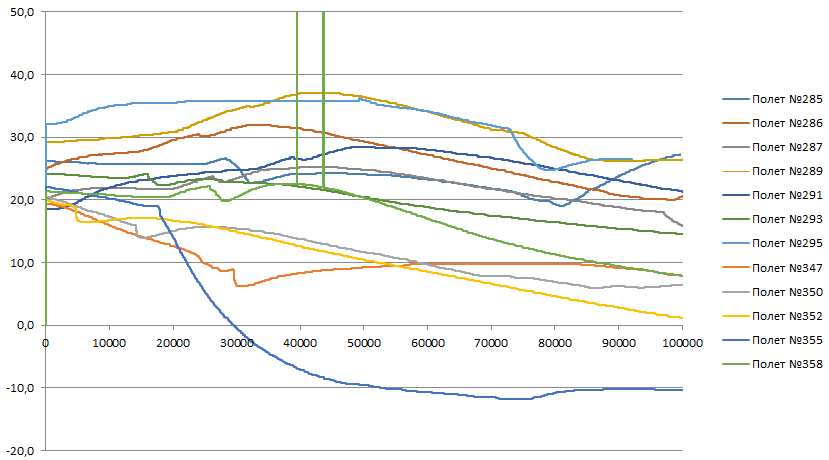 50,0
40,0
30,0
20,0
10,0
0,0
-10,0
-20,0
0 10000 20000 30000 40000 50000 60000 70000 80000 90000 100000
Полет №285
Полет №286
Полет №287
Полет №289
Полет №291
Полет №293
Полет №295
Полет №347
Полет №350
Полет №352
Полет №355
Полет №358